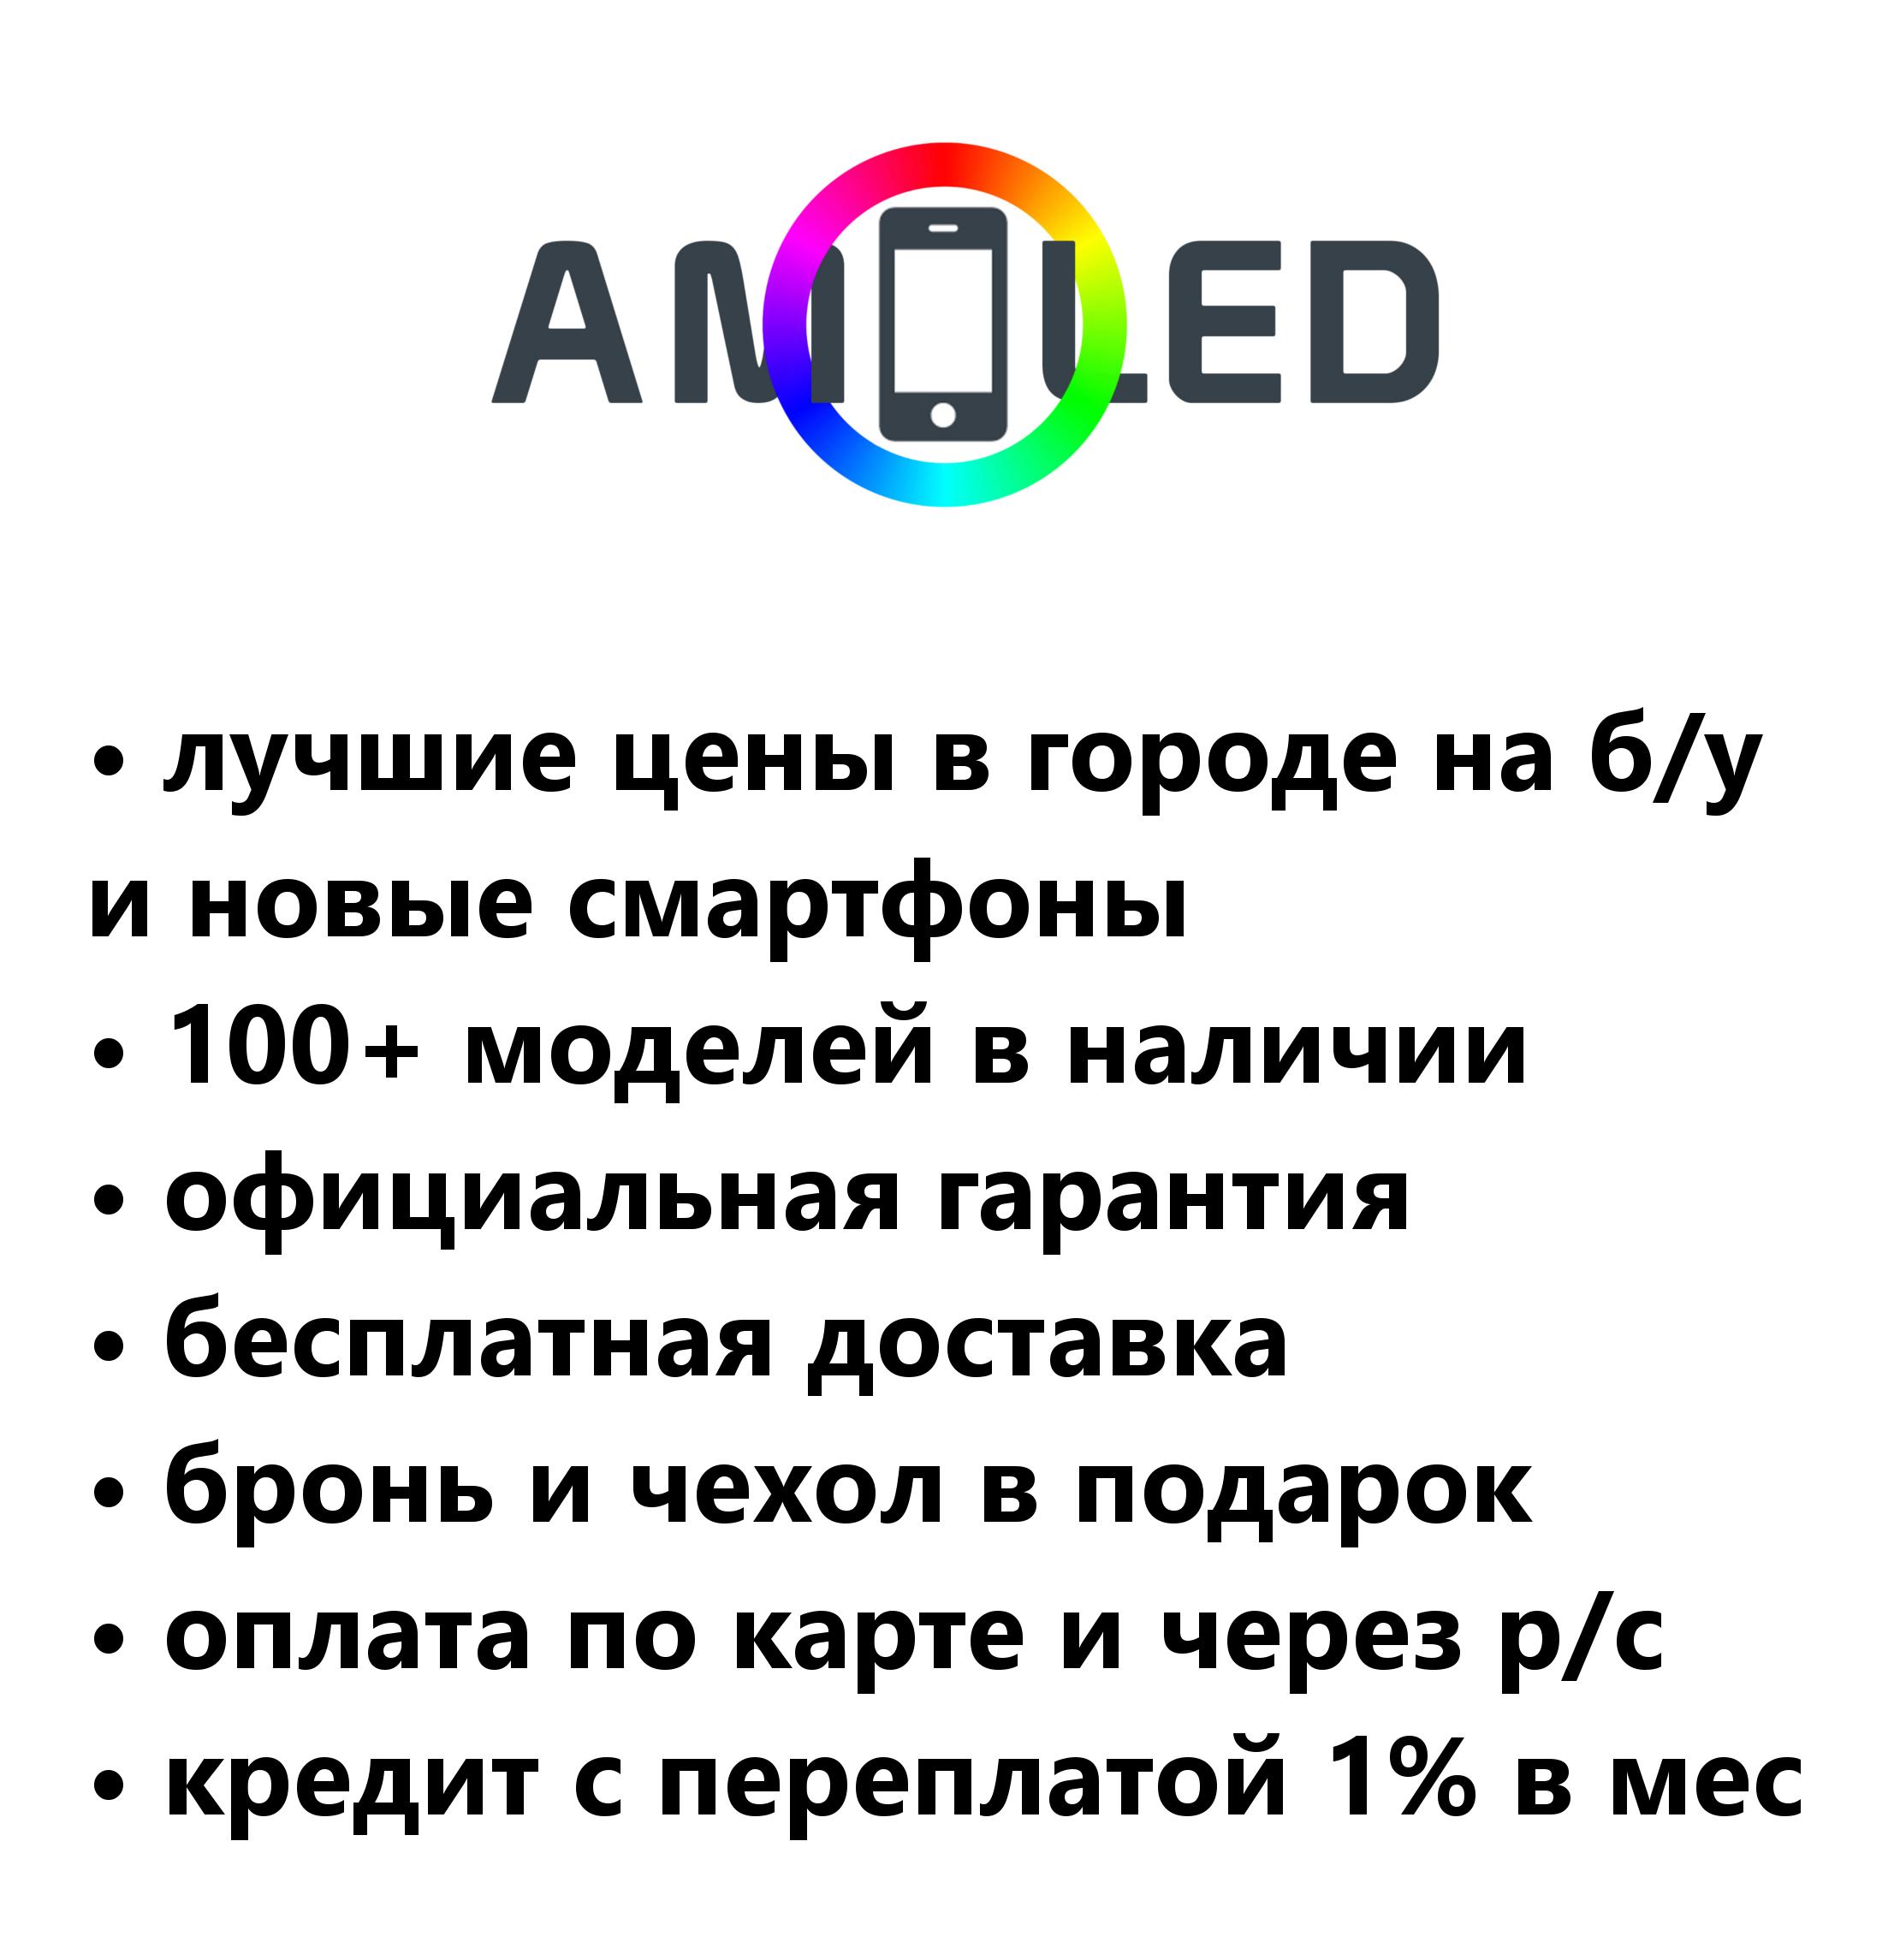 AMOLED
• лучшие цены в городе на б/у
и новые смартфоны
• 100+ моделей в наличии
• официальная гарантия
• бесплатная доставка
• бронь и чехол в подарок
• оплата по карте и через р/с
• кредит с переплатой 1% в мес